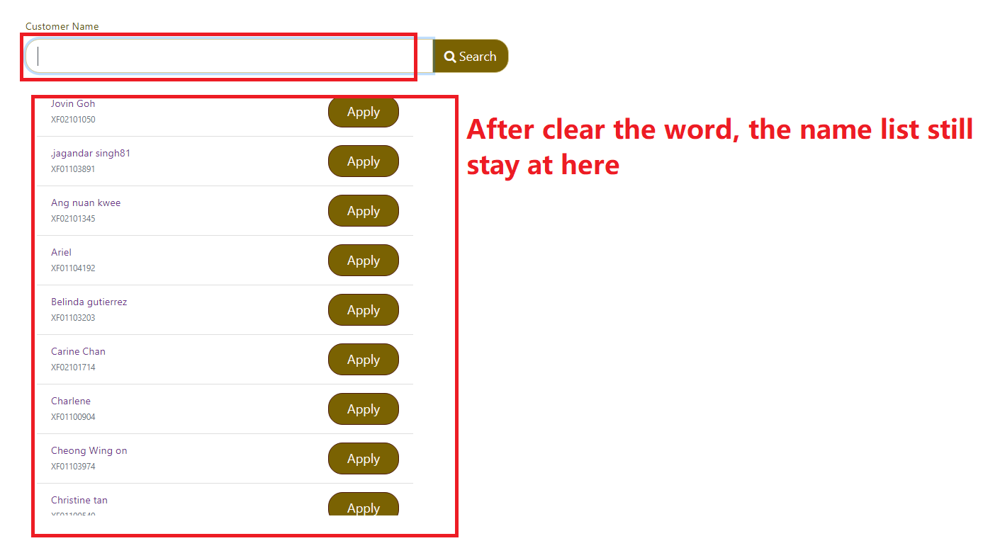 Customer Name
Search
Jovin Goh
XF02101050
Apply
,jagandar singh81
XF01103891
Apply
Ang nuan kwee
XF02101345
Apply
Ariel
XF01104192
Apply
Belinda gutierrez
XF01103203
Apply
Carine Chan
XF02101714
Apply
Charlene
XF01100904
Apply
Cheong Wing on
XF01103974
Apply
Christine tan
Apply
After clear the word, the name list still
stay at here